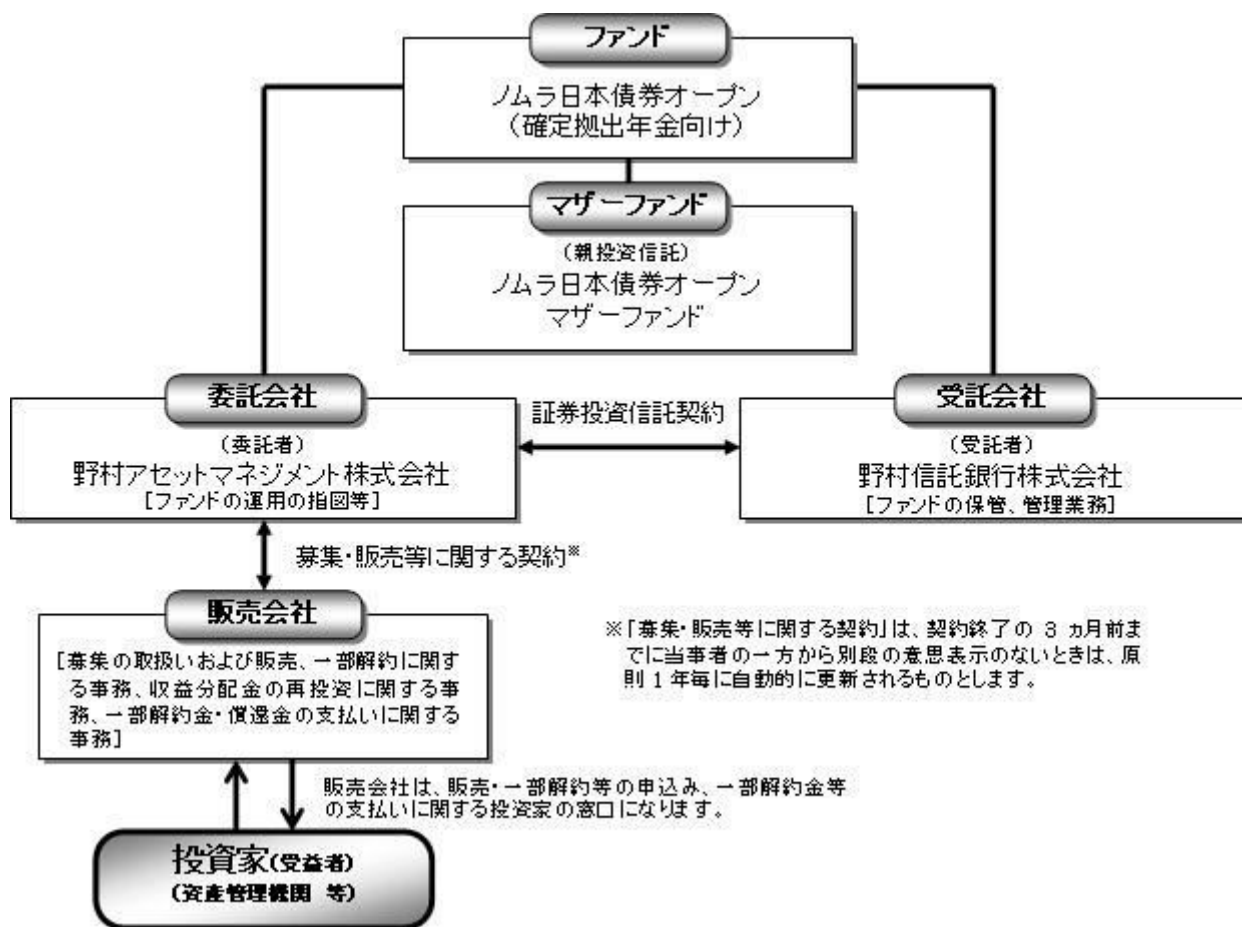 ファンド
ノムラ日本債券オープン
（確定拠出年金向け）
マザーファンド
（親投資信託）
ノムラ日本債券オープン
マザーファンド
委託会社
（委託者）
野村アセットマネジメント株式会社
［ファンドの運用の指図等］
証券投資信託契約
受託会社
（受託者）
野村信託銀行株式会社
［ファンドの保管、管理業務］
募集・販売等に関する契約※
販売会社
［募集の取扱いおよび販売、一部解約に関す
る事務、収益分配金の再投資に関する事
務、一部解約金・償還金の支払いに関する
事務］
※「募集・販売等に関する契約」は、契約終了の 3 ヵ月前ま
でに当事者の一方から別段の意思表示のないときは、原
則 1 年毎に自動的に更新されるものとします。
販売会社は、販売・一部解約等の申込み、一部解約金等
の支払いに関する投資家の窓口になります。
投資家(受益者)
（資産管理機関 等）